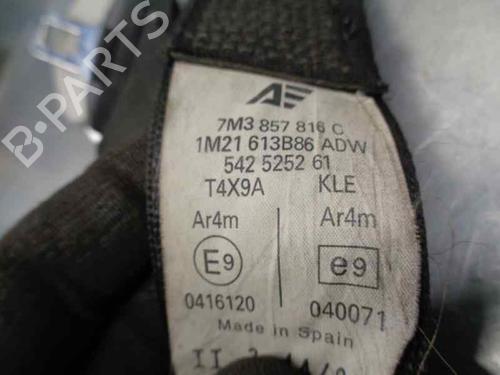 AE
7M3 857 816 C
1M21 613B86 ADW
542 5252 61
T4X9A KLE
Ar4m Ar4m
E9 e9
0416120 040071
Made in Spain
B-PARTS